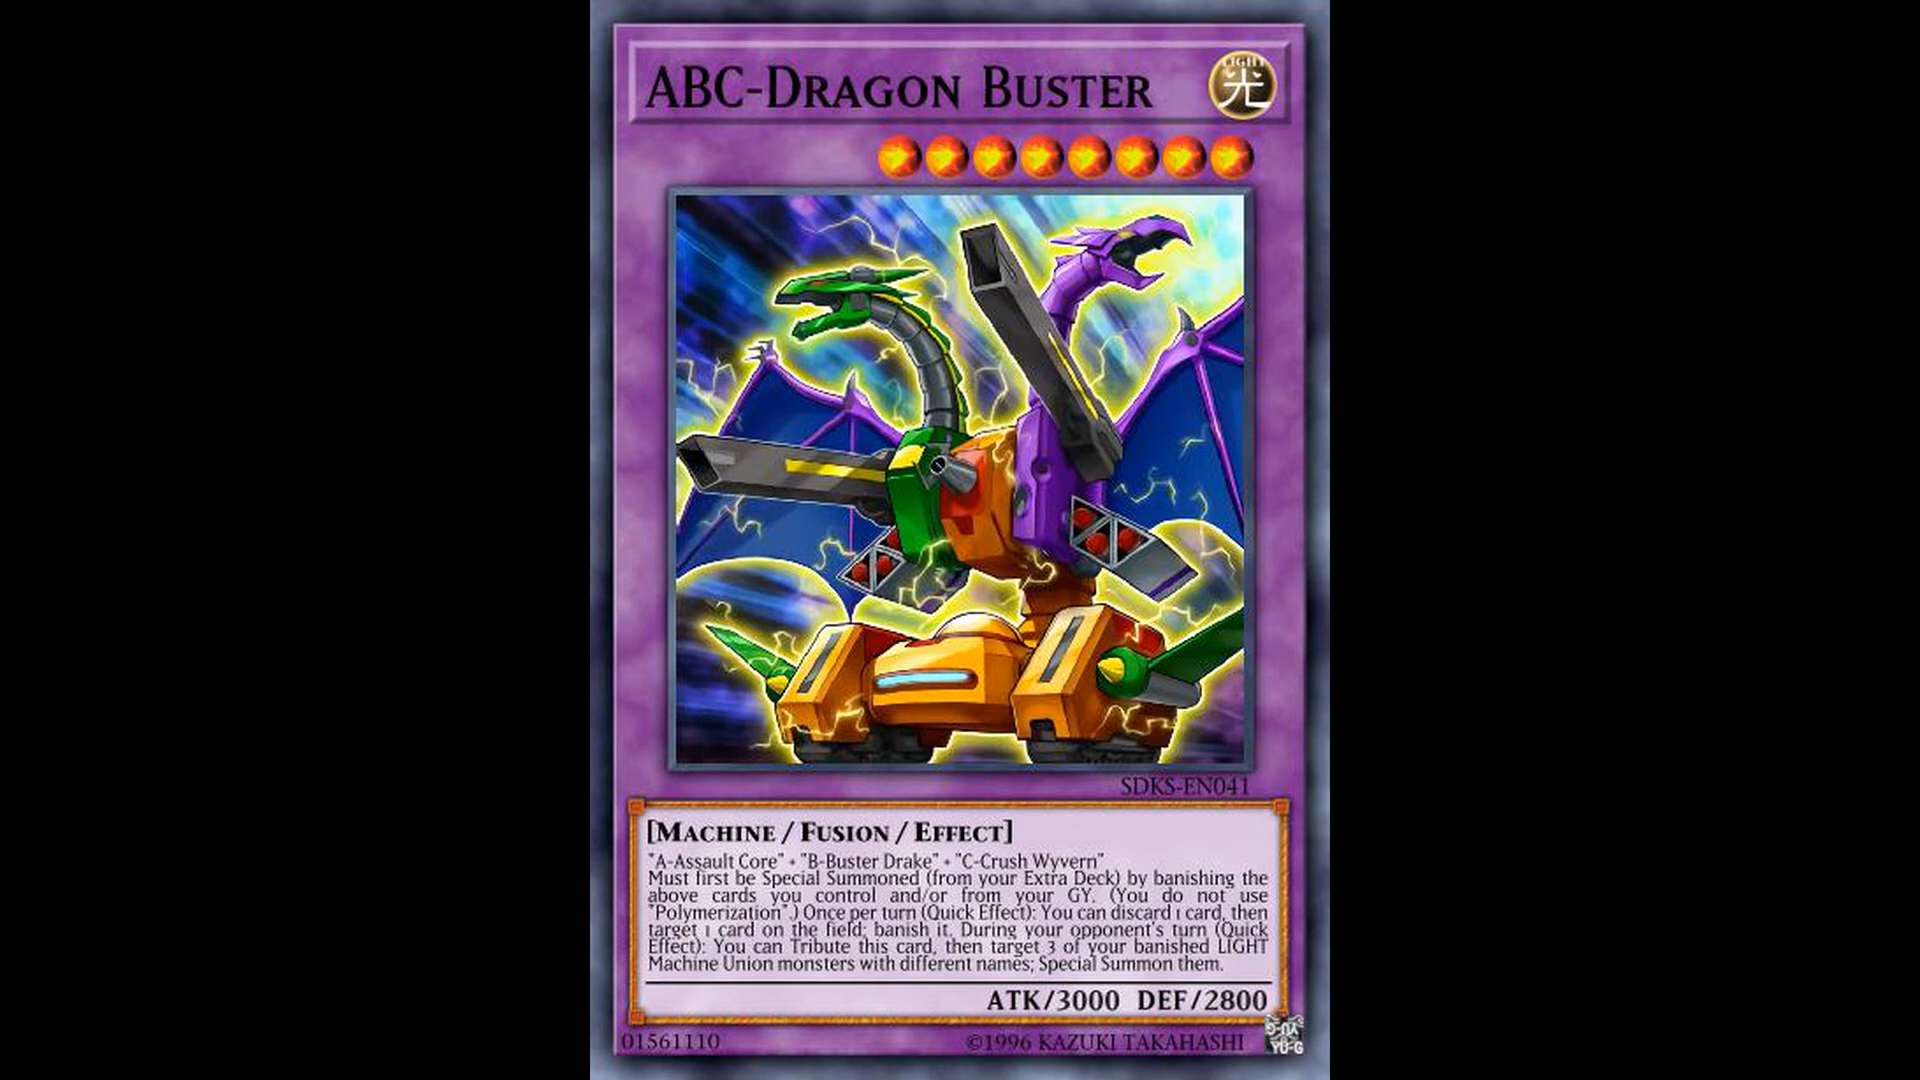 ABC-Dragon Buster
LIGHT
光
SDKS-EN041
[Machine / Fusion / Effect]
"A-Assault Core" + "B-Buster Drake" + "C-Crush Wyvern"
Must first be Special Summoned (from your Extra Deck) by banishing the
above cards you control and/or from your GY. (You do not use
"Polymerization".) Once per turn (Quick Effect): You can discard 1 card, then
target 1 card on the field; banish it. During your opponent's turn (Quick
Effect): You can Tribute this card, then target 3 of your banished LIGHT
Machine Union monsters with different names; Special Summon them.
ATK/3000 DEF/2800
01561110
©1996 KAZUKI TAKAHASHI